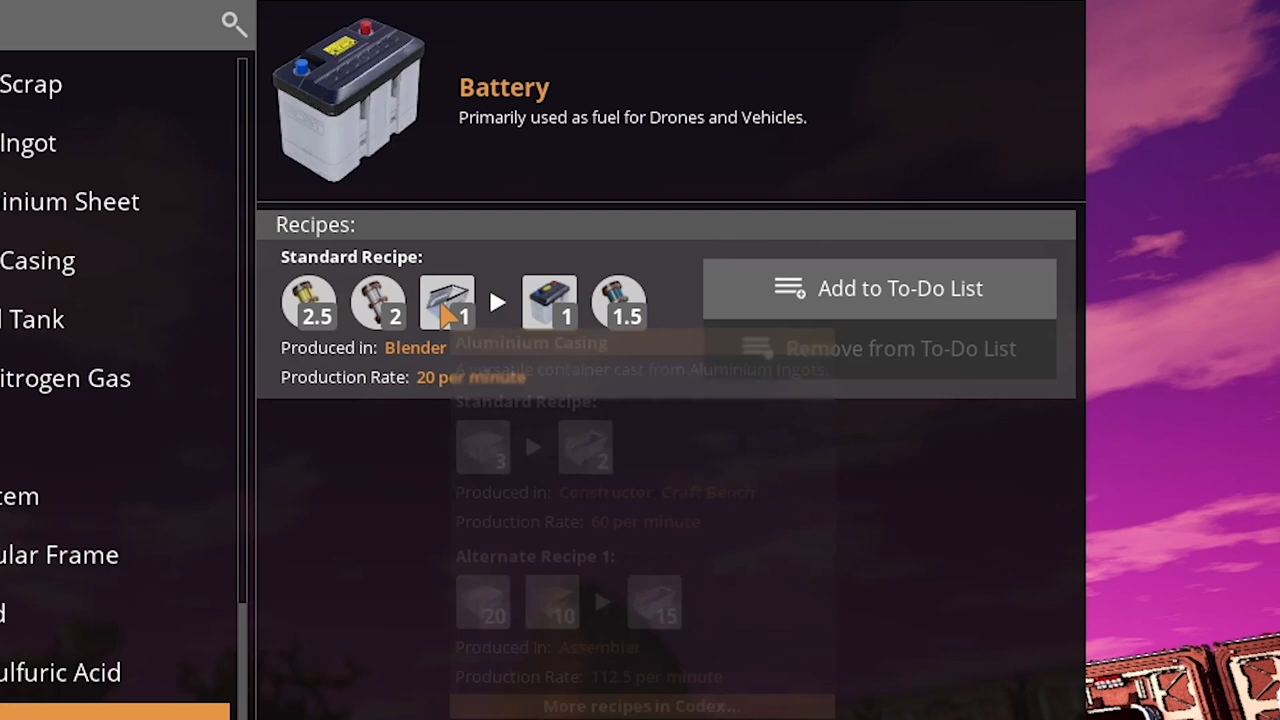 Scrap
Ingot
inium Sheet
Casing
Tank
itrogen Gas
tem
ular Frame
d
ulfuric Acid
Battery
Primarily used as fuel for Drones and Vehicles.
Recipes:
Standard Recipe:
2.5 2 1 1 1.5
Produced in: Blender
Production Rate: 20 per minute
Add to To-Do List
Remove from To-Do List
Aluminium Casing
A versatile container cast from Aluminium Ingots.
Standard Recipe:
3 2
Produced in: Constructor, Craft Bench
Production Rate: 60 per minute
Alternate Recipe 1:
20 10 15
Produced in: Assembler
Production Rate: 112.5 per minute
More recipes in Codex...